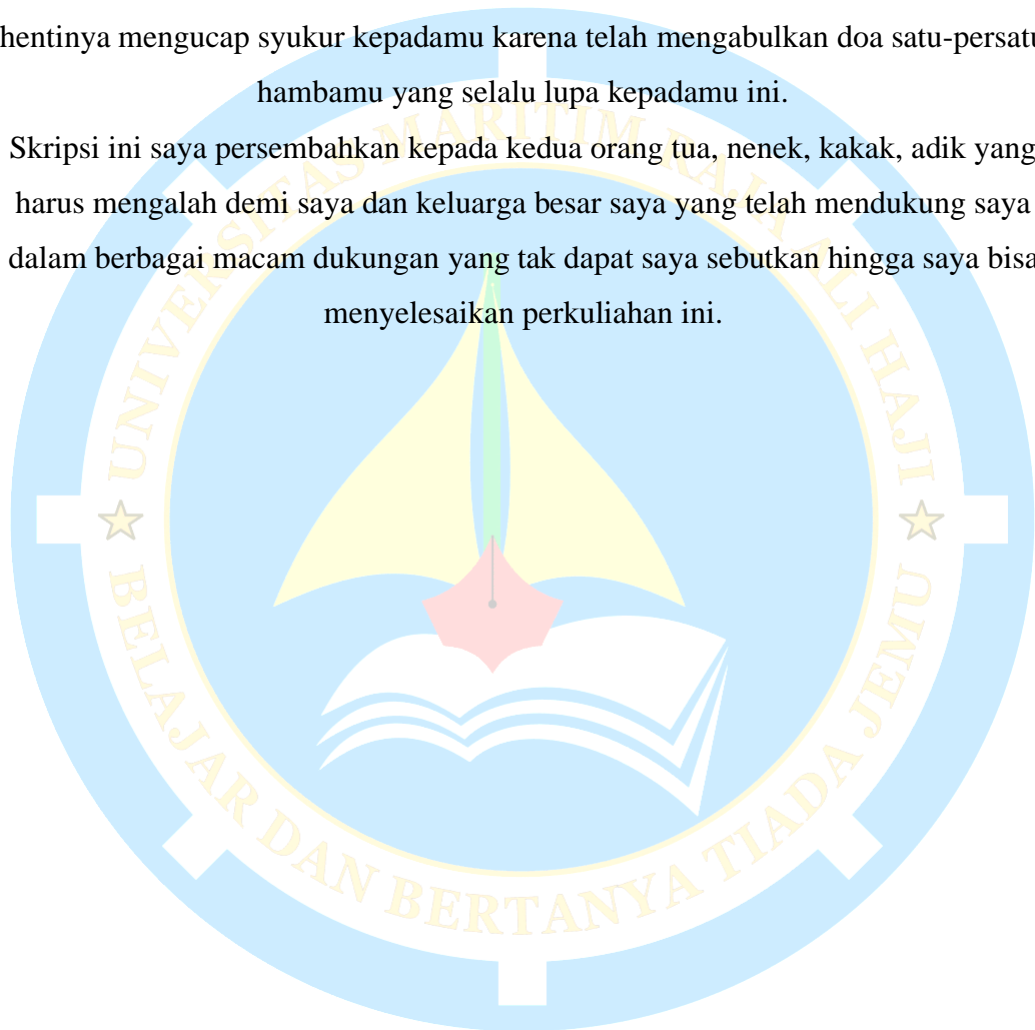 hentinya mengucap syukur kepadamu karena telah mengabulkan doa satu-persatu
hambamu yang selalu lupa kepadamu ini.
Skripsi ini saya persembahkan kepada kedua orang tua, nenek, kakak, adik yang
harus mengalah demi saya dan keluarga besar saya yang telah mendukung saya
dalam berbagai macam dukungan yang tak dapat saya sebutkan hingga saya bisa
menyelesaikan perkuliahan ini.
UNIVERSITAS MARITIM RAJA ALI HAJI
BELAJAR DAN BERTANYA TIADA JEMU